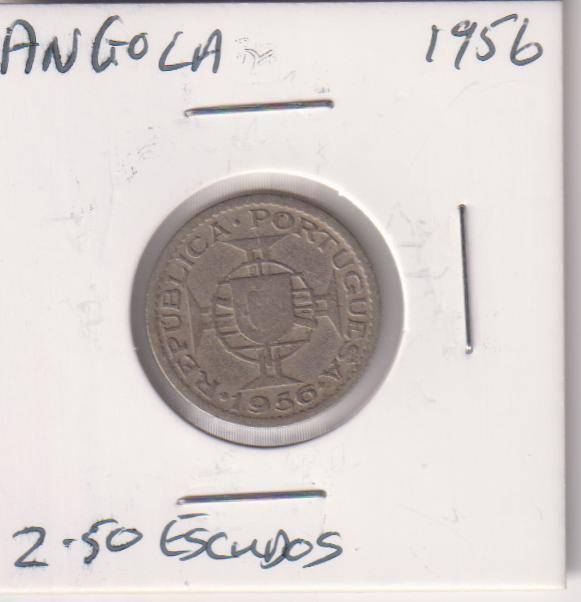 ANGOLA 1956
REPUBLICA · PORTUGUESA
· 1956 ·
2.50 ESCUDOS